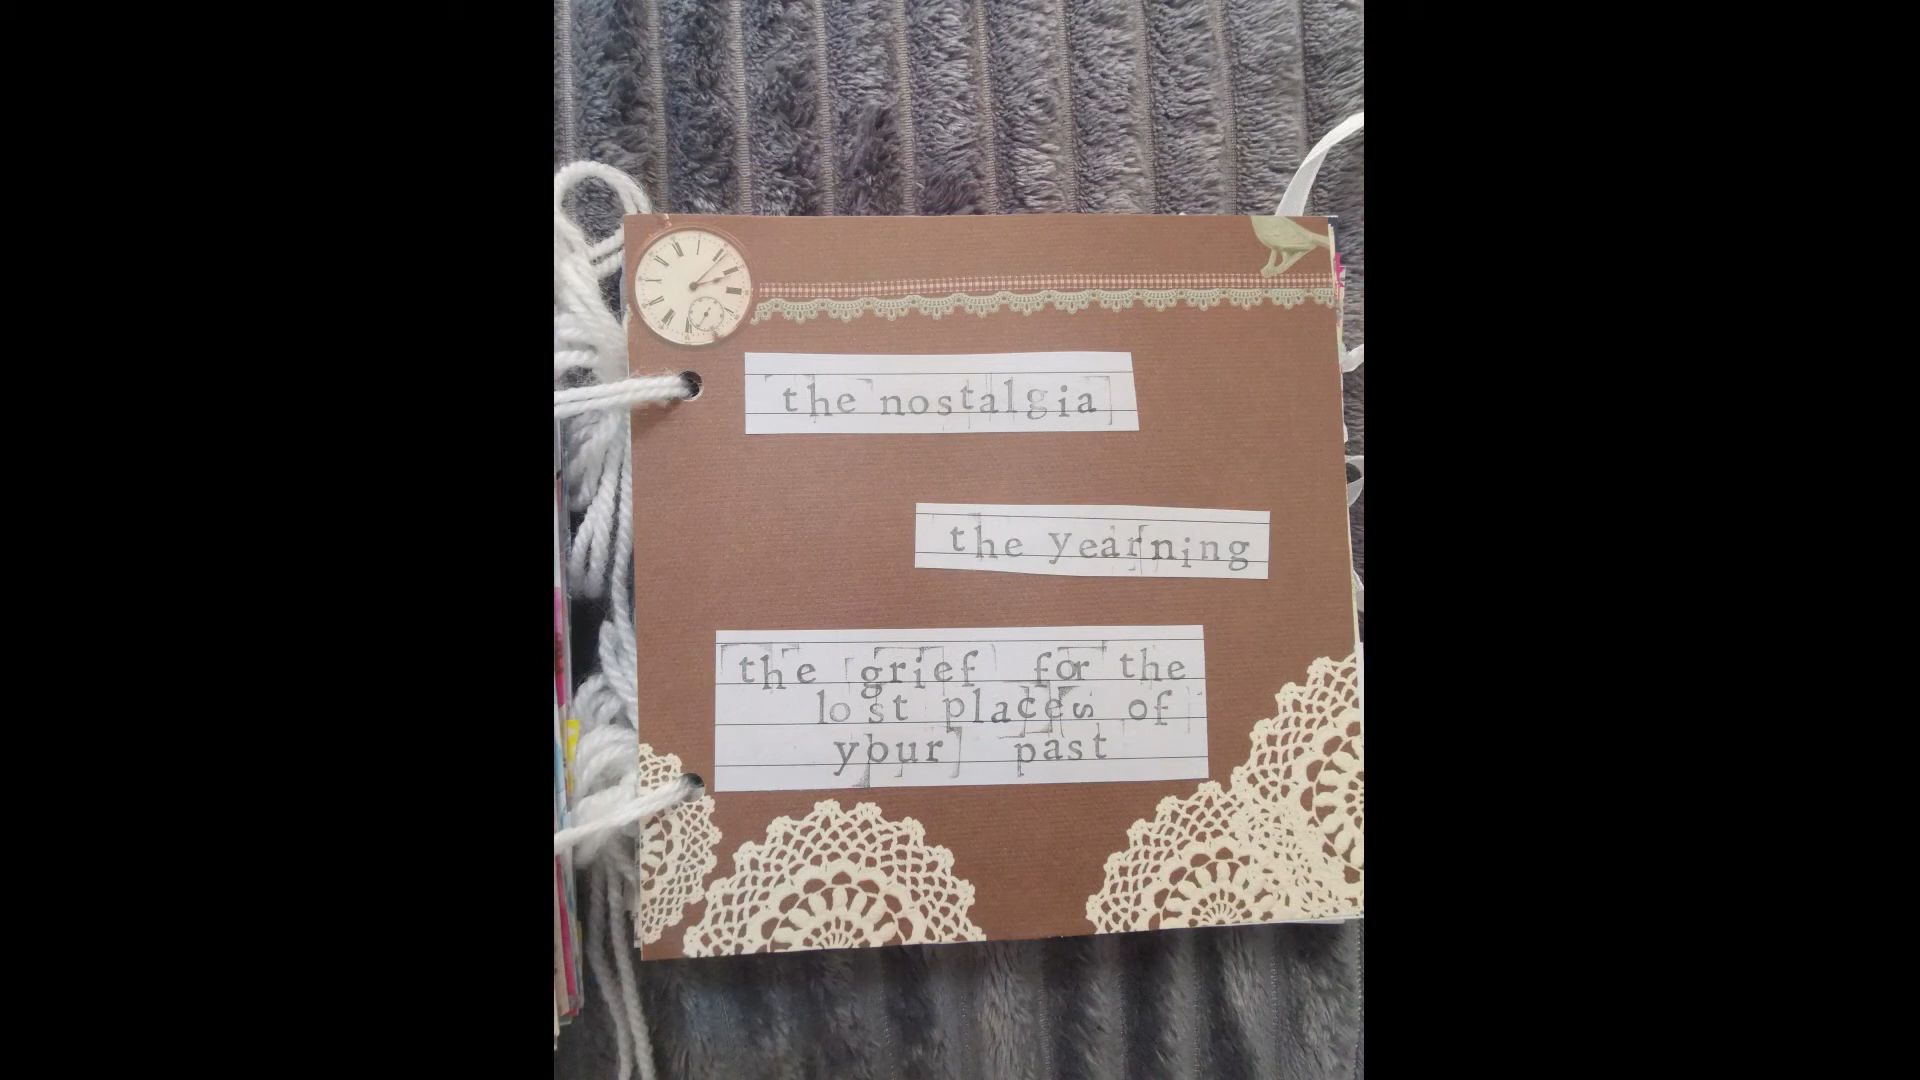 the nostalgia
the yearning
the grief for the
lost places of
your past